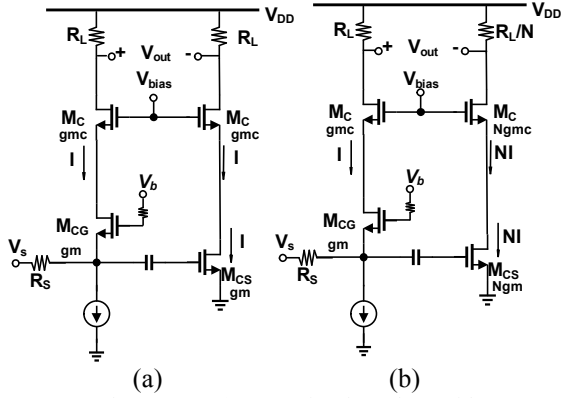 V_DD
R_L + V_out - R_L
V_bias
M_C gmc
M_C gmc
I
I
V_b
M_CG gm
I
V_s
R_S
M_CS gm
(a)
V_DD
R_L + V_out - R_L/N
V_bias
M_C gmc
M_C Ngmc
I
NI
V_b
M_CG gm
NI
V_s
R_S
M_CS Ngm
(b)